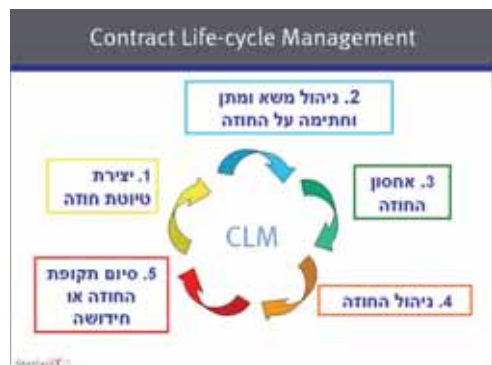 Contract Life-cycle Management
2. ניהול משא ומתן
וחתימה על החוזה
1. יצירת
טיוטת חוזה
3. אחסון
החוזה
CLM
5. סיום תקופת
החוזה או
חידושה
4. ניהול החוזה